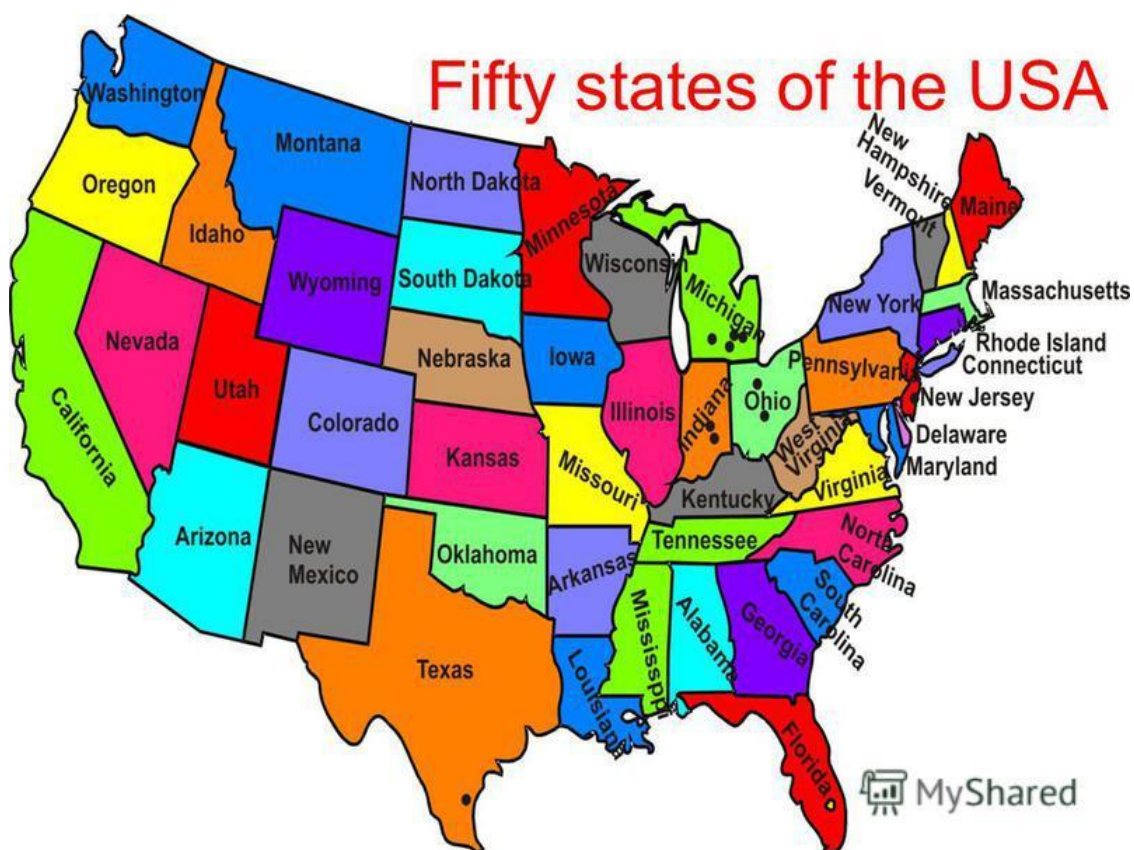 Fifty states of the USA
Washington
Montana
North Dakota
Minnesota
New
Hampshire
Vermont
Maine
Oregon
Idaho
Wyoming
South Dakota
Wisconsin
Michigan
New York
Massachusetts
Rhode Island
Connecticut
Nevada
Utah
Nebraska
Iowa
Pennsylvania
New Jersey
California
Colorado
Kansas
Illinois
Indiana
Ohio
Delaware
Maryland
West
Virginia
Virginia
Missouri
Kentucky
Arizona
New
Mexico
Oklahoma
Arkansas
Tennessee
North
Carolina
South
Carolina
Texas
Louisiana
Mississppi
Alabama
Georgia
Florida
MyShared